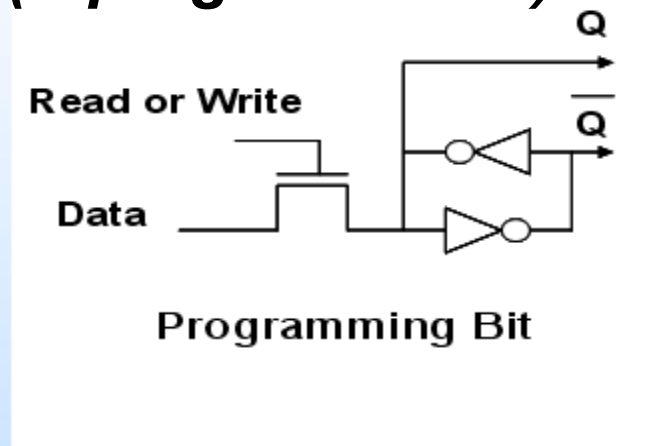 Q
Read or Write
Q
Data
Programming Bit